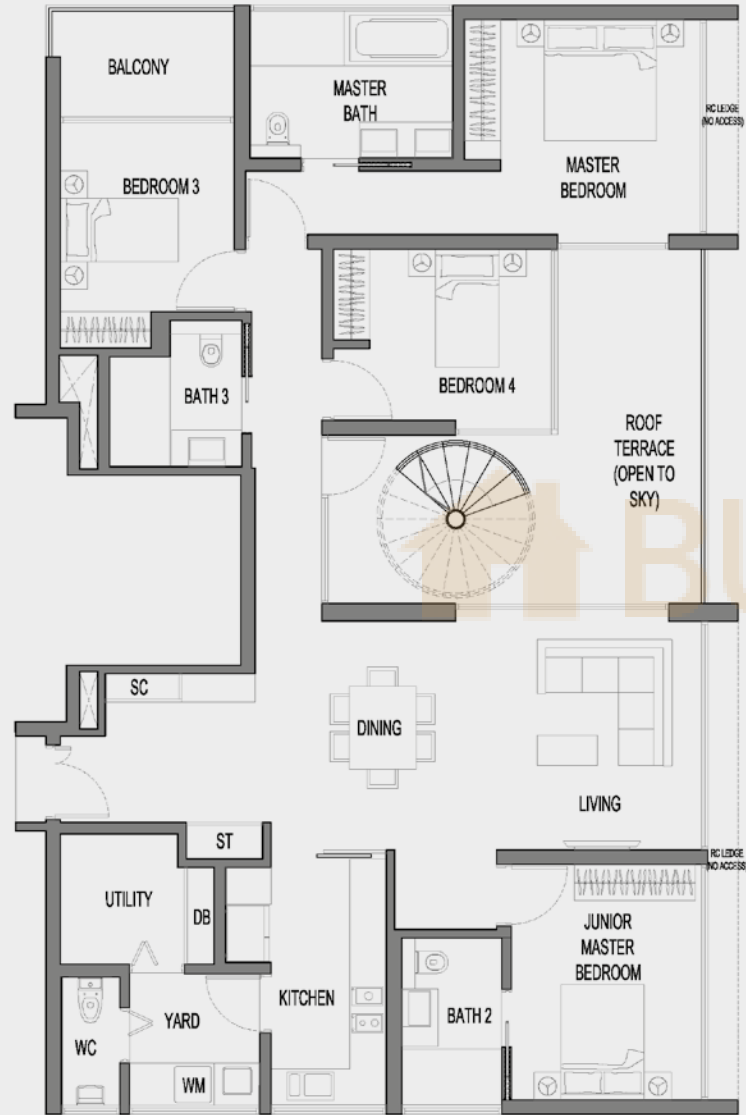 BALCONY
MASTER
BATH
RC LEDGE
(NO ACCESS)
BEDROOM 3
MASTER
BEDROOM
BATH 3
BEDROOM 4
ROOF
TERRACE
(OPEN TO
SKY)
BU
SC
DINING
LIVING
ST
RC LEDGE
(NO ACCESS)
UTILITY
DB
JUNIOR
MASTER
BEDROOM
KITCHEN
BATH 2
YARD
WC
WM